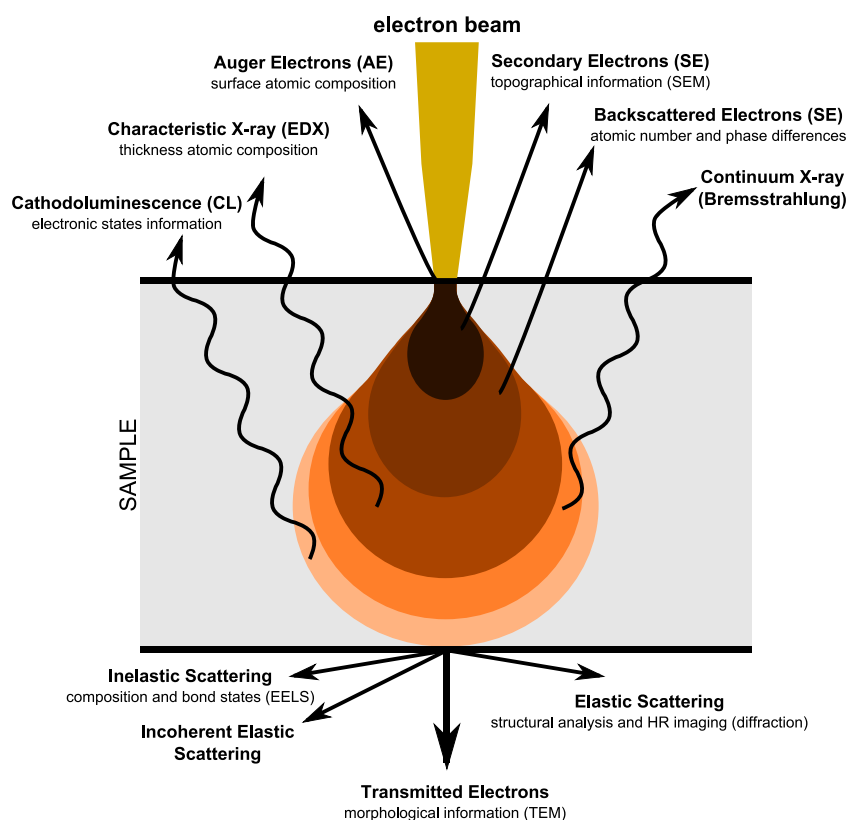 electron beam
Auger Electrons (AE)
surface atomic composition
Secondary Electrons (SE)
topographical information (SEM)
Characteristic X-ray (EDX)
thickness atomic composition
Backscattered Electrons (SE)
atomic number and phase differences
Continuum X-ray
(Bremsstrahlung)
Cathodoluminescence (CL)
electronic states information
SAMPLE
Inelastic Scattering
composition and bond states (EELS)
Incoherent Elastic
Scattering
Elastic Scattering
structural analysis and HR imaging (diffraction)
Transmitted Electrons
morphological information (TEM)